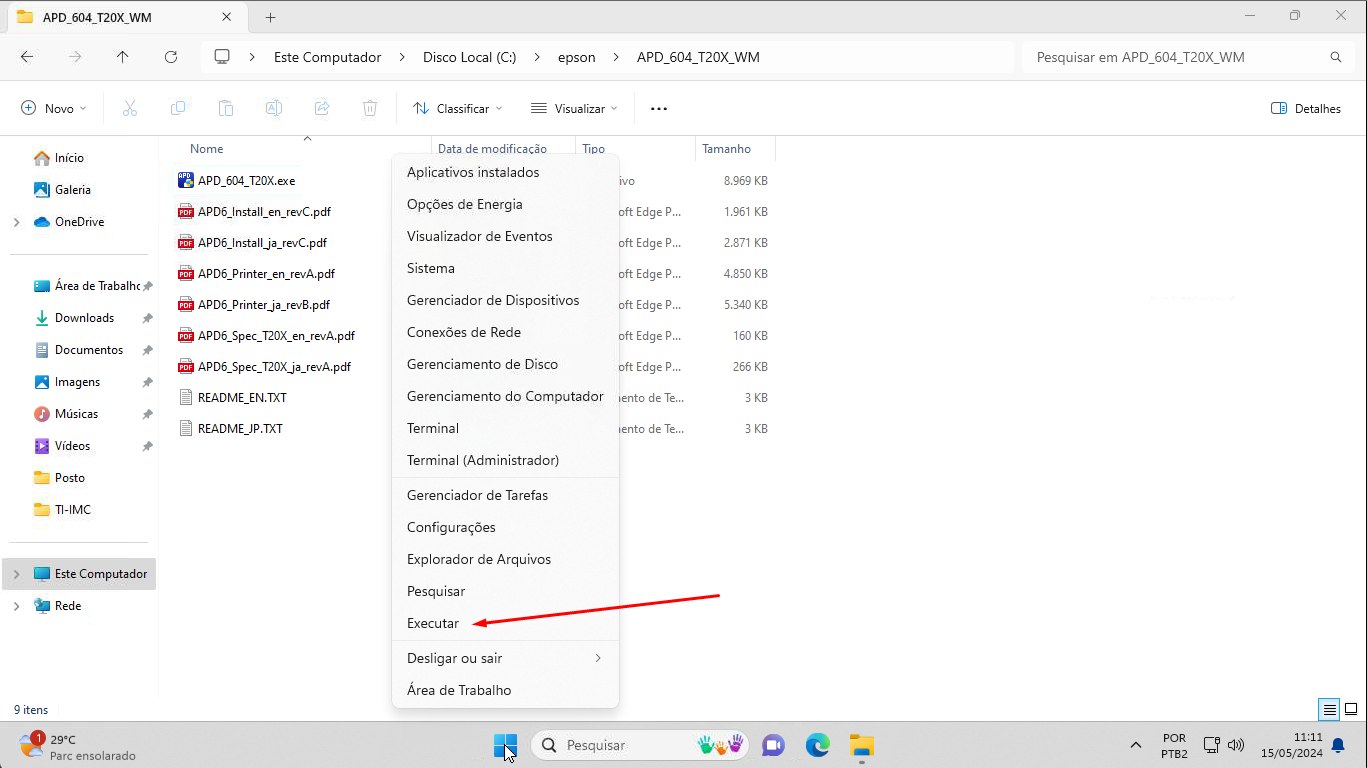 APD_604_T20X_WM
Este Computador
Disco Local (C:)
epson
APD_604_T20X_WM
Pesquisar em APD_604_T20X_WM
Novo
Classificar
Visualizar
Detalhes
Início
Galeria
OneDrive
Área de Trabalho
Downloads
Documentos
Imagens
Músicas
Vídeos
Posto
TI-IMC
Este Computador
Rede
Nome
Data de modificação
Tipo
Tamanho
APD_604_T20X.exe
ivo
8.969 KB
APD6_Install_en_revC.pdf
oft Edge P...
1.961 KB
APD6_Install_ja_revC.pdf
oft Edge P...
2.871 KB
APD6_Printer_en_revA.pdf
oft Edge P...
4.850 KB
APD6_Printer_ja_revB.pdf
oft Edge P...
5.340 KB
APD6_Spec_T20X_en_revA.pdf
oft Edge P...
160 KB
APD6_Spec_T20X_ja_revA.pdf
oft Edge P...
266 KB
README_EN.TXT
ento de Te...
3 KB
README_JP.TXT
ento de Te...
3 KB
Aplicativos instalados
Opções de Energia
Visualizador de Eventos
Sistema
Gerenciador de Dispositivos
Conexões de Rede
Gerenciamento de Disco
Gerenciamento do Computador
Terminal
Terminal (Administrador)
Gerenciador de Tarefas
Configurações
Explorador de Arquivos
Pesquisar
Executar
Desligar ou sair
Área de Trabalho
9 itens
1
29°C
Parc ensolarado
Pesquisar
POR
PTB2
11:11
15/05/2024